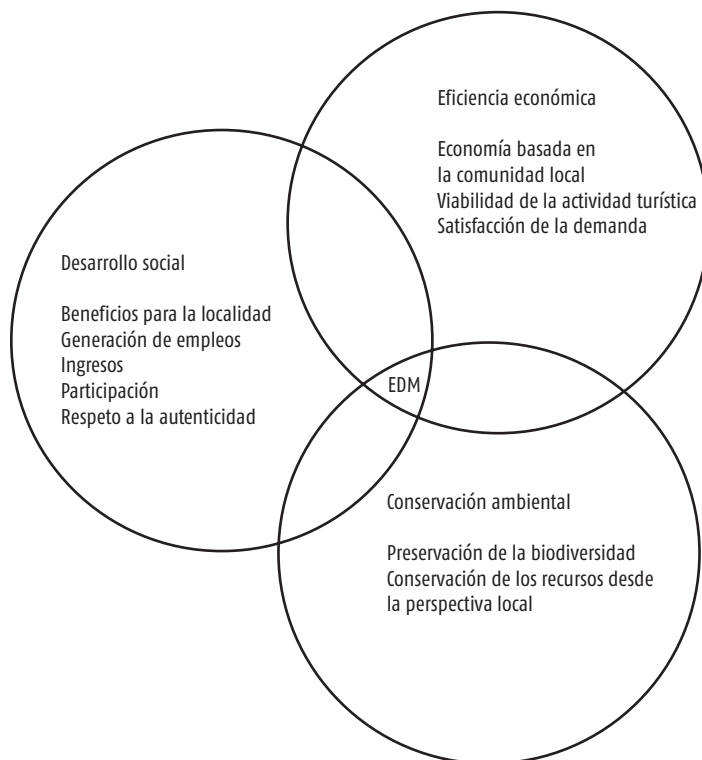 Eficiencia económica
Economía basada en
la comunidad local
Viabilidad de la actividad turística
Satisfacción de la demanda
Desarrollo social
Beneficios para la localidad
Generación de empleos
Ingresos
Participación
Respeto a la autenticidad
EDM
Conservación ambiental
Preservación de la biodiversidad
Conservación de los recursos desde
la perspectiva local